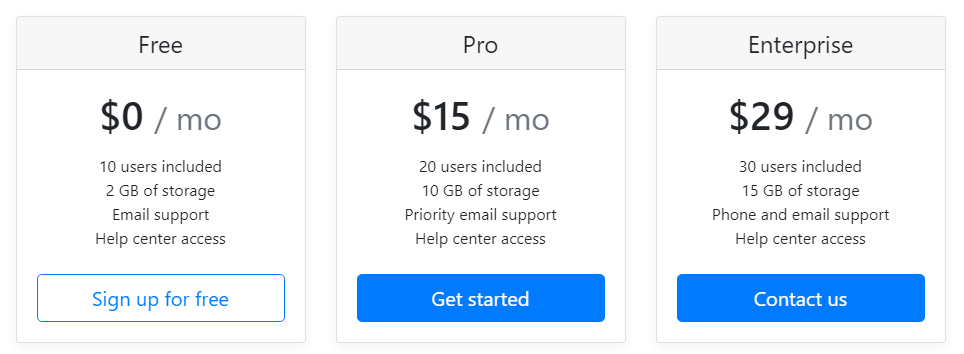 Free
$0 / mo
10 users included
2 GB of storage
Email support
Help center access
Sign up for free
Pro
$15 / mo
20 users included
10 GB of storage
Priority email support
Help center access
Get started
Enterprise
$29 / mo
30 users included
15 GB of storage
Phone and email support
Help center access
Contact us